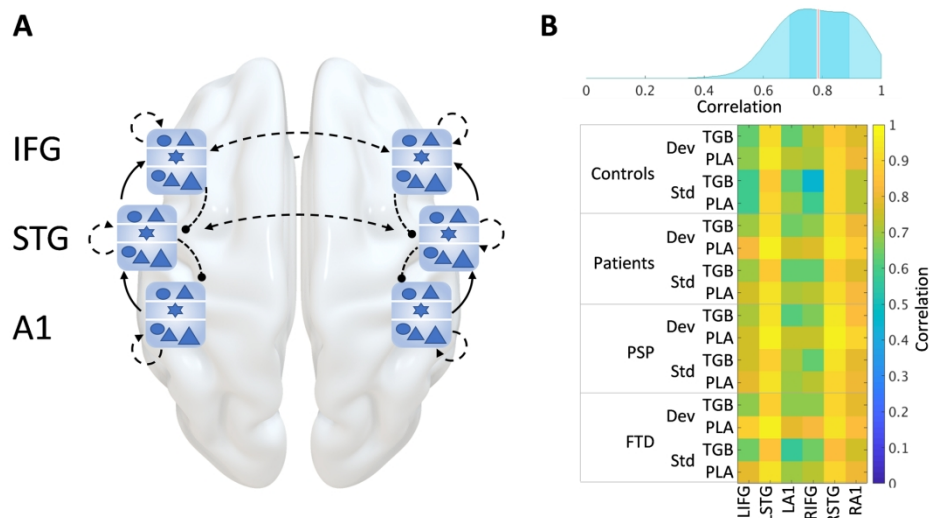 A
IFG
STG
A1
B
0 0.2 0.4 0.6 0.8 1
Correlation
Controls Dev TGB
PLA
Std TGB
PLA
Patients Dev TGB
PLA
Std TGB
PLA
PSP Dev TGB
PLA
Std TGB
PLA
FTD Dev TGB
PLA
Std TGB
PLA
LIFG LSTG LA1 RIFG RSTG RA1
1
0.9
0.8
0.7
0.6
0.5
0.4
0.3
0.2
0.1
0
Correlation